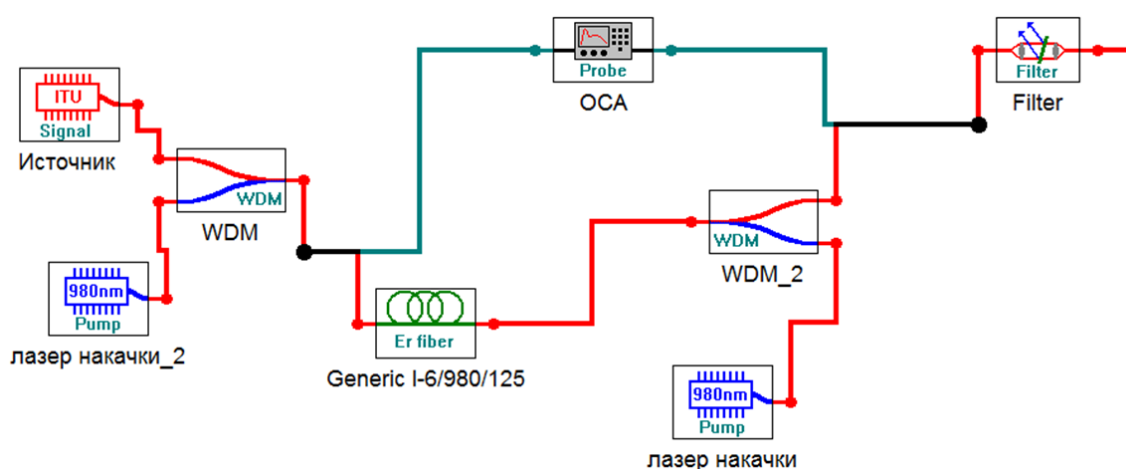 Probe
OCA
Filter
Filter
ITU
Signal
Источник
WDM
WDM
WDM
WDM_2
980nm
Pump
лазер накачки_2
Er fiber
Generic I-6/980/125
980nm
Pump
лазер накачки